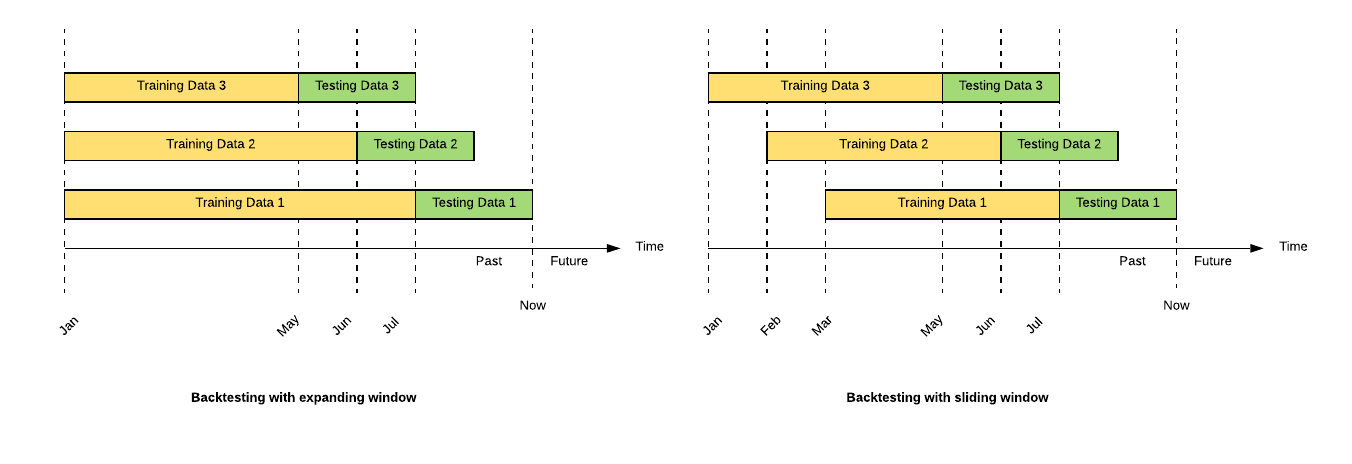 Training Data 3
Testing Data 3
Training Data 2
Testing Data 2
Training Data 1
Testing Data 1
Time
Past
Future
Now
Jan
May
Jun
Jul
Backtesting with expanding window
Training Data 3
Testing Data 3
Training Data 2
Testing Data 2
Training Data 1
Testing Data 1
Time
Past
Future
Now
Jan
Feb
Mar
May
Jun
Jul
Backtesting with sliding window